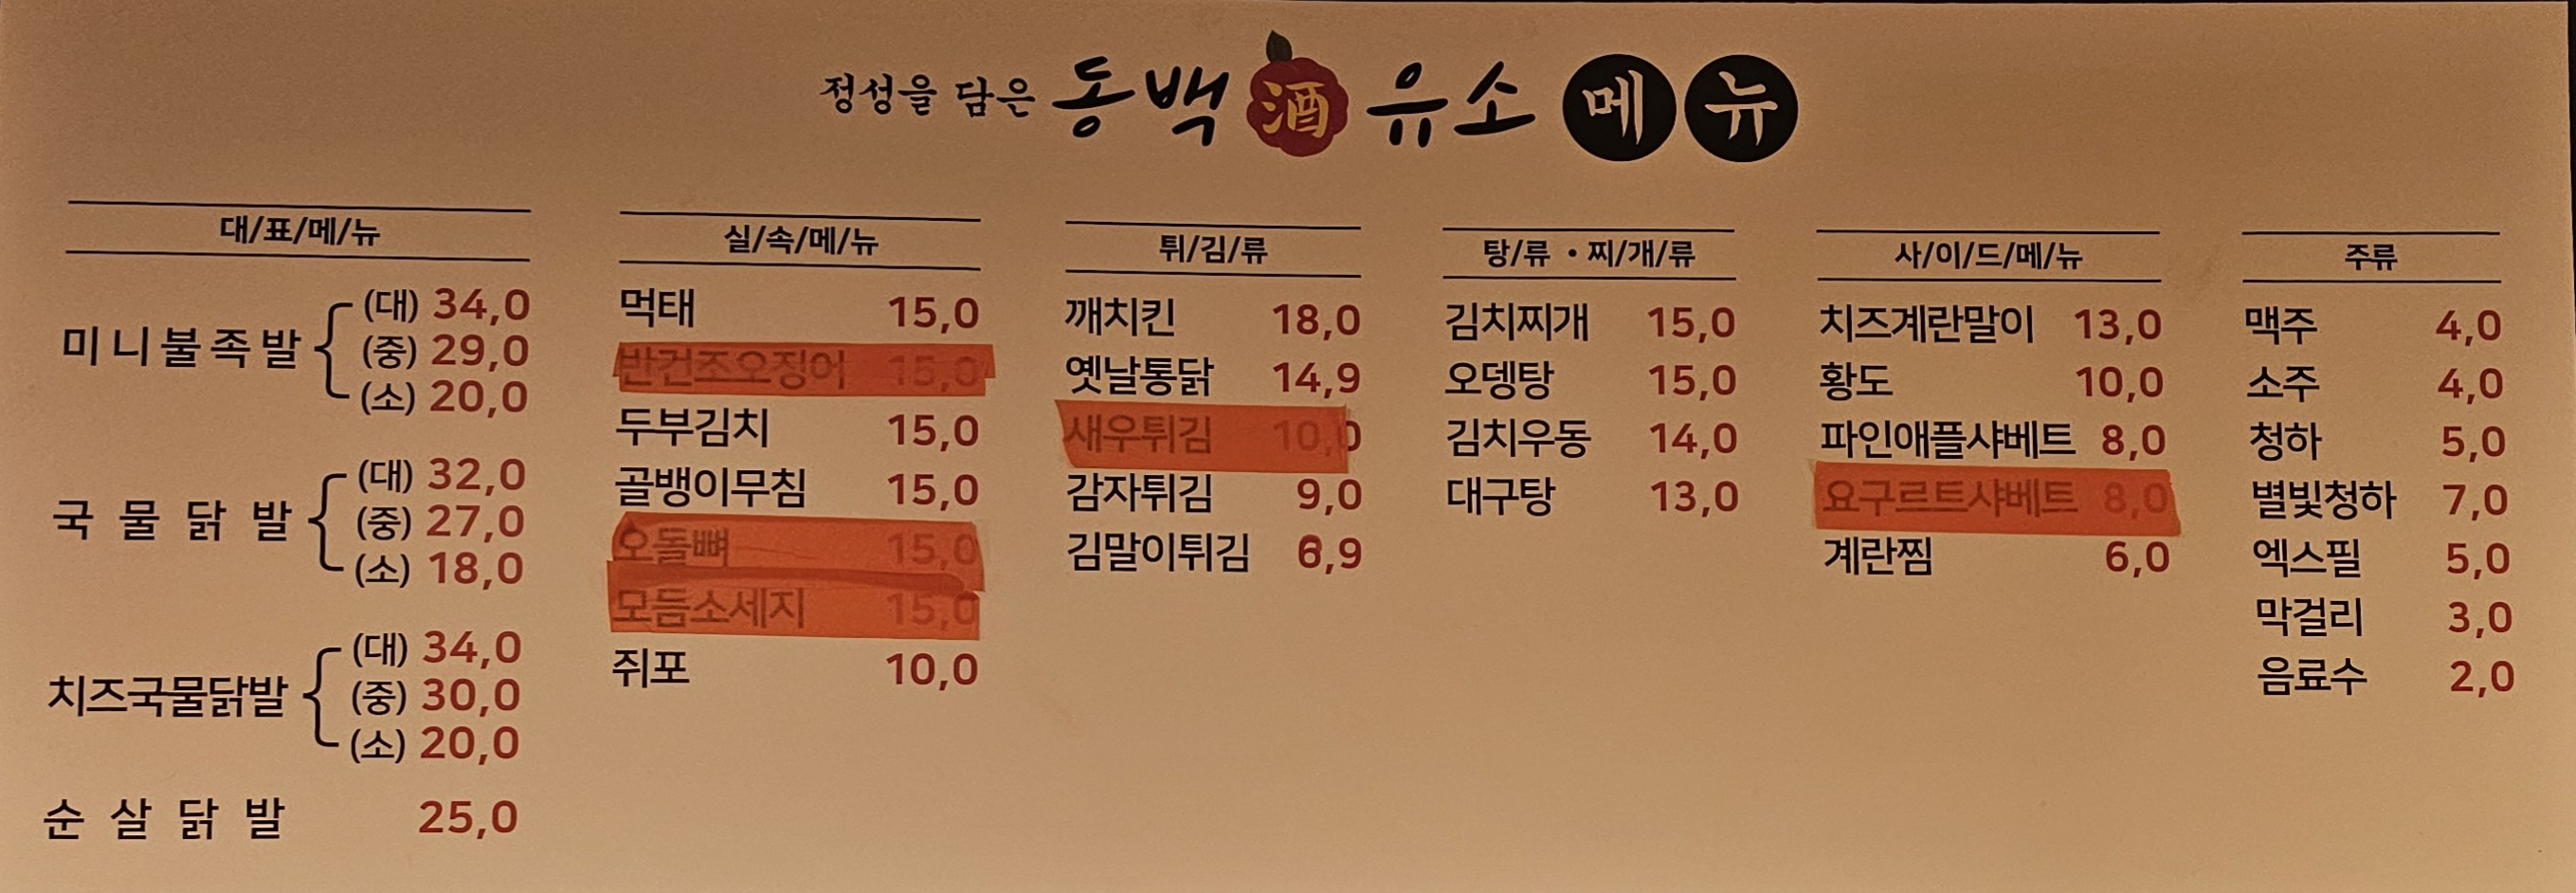 정성을 담은 동백 酒 유소 메뉴
대/표/메/뉴
미니불족발 (대) 34,0
(중) 29,0
(소) 20,0
국물닭발 (대) 32,0
(중) 27,0
(소) 18,0
치즈국물닭발 (대) 34,0
(중) 30,0
(소) 20,0
순살닭발 25,0
실/속/메/뉴
먹태 15,0
반건조오징어 15,0
두부김치 15,0
골뱅이무침 15,0
오돌뼈 15,0
모듬소세지 15,0
쥐포 10,0
튀/김/류
깨치킨 18,0
옛날통닭 14,9
새우튀김 10,0
감자튀김 9,0
김말이튀김 6,9
탕/류 • 찌/개/류
김치찌개 15,0
오뎅탕 15,0
김치우동 14,0
대구탕 13,0
사/이/드/메/뉴
치즈계란말이 13,0
황도 10,0
파인애플샤베트 8,0
요구르트샤베트 8,0
계란찜 6,0
주류
맥주 4,0
소주 4,0
청하 5,0
별빛청하 7,0
엑스필 5,0
막걸리 3,0
음료수 2,0